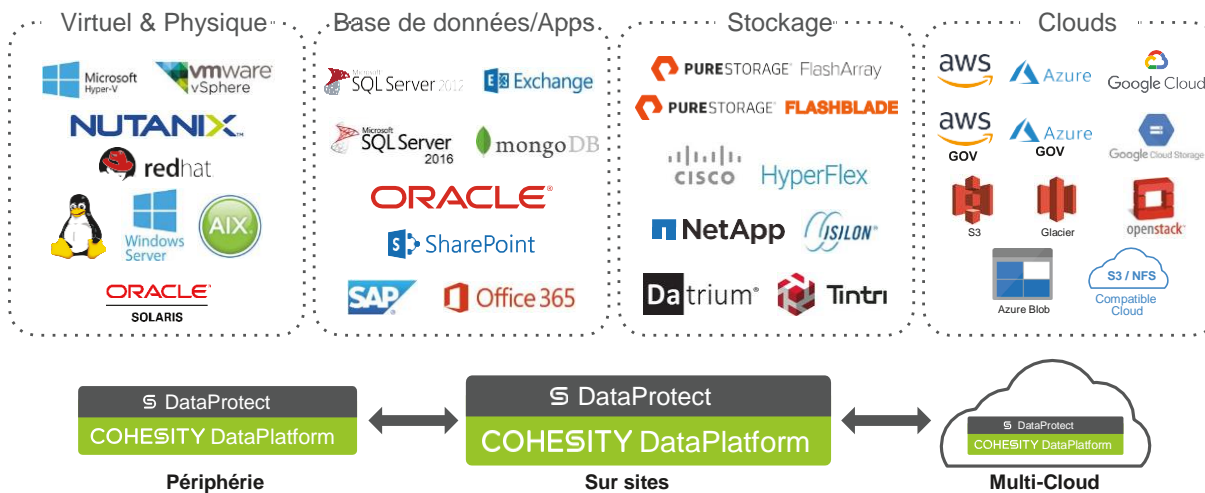 Virtuel & Physique
Microsoft
Hyper-V
vmware
vSphere
NUTANIX™
redhat
Windows
Server
AIX
ORACLE
SOLARIS
Base de données/Apps
Microsoft
SQL Server 2012
Exchange
Microsoft
SQL Server
2016
mongoDB
ORACLE®
SharePoint
SAP
Office 365
Stockage
PURESTORAGE® FlashArray
PURESTORAGE® FLASHBLADE
CISCO
HyperFlex
NetApp
ISILON®
Datrium®
Tintri
Clouds
aws
Azure
Google Cloud
aws
GOV
Azure
GOV
Google Cloud Storage
S3
Glacier
openstack
Azure Blob
S3 / NFS
Compatible
Cloud
DataProtect
COHESITY DataPlatform
Périphérie
DataProtect
COHESITY DataPlatform
Sur sites
DataProtect
COHESITY DataPlatform
Multi-Cloud